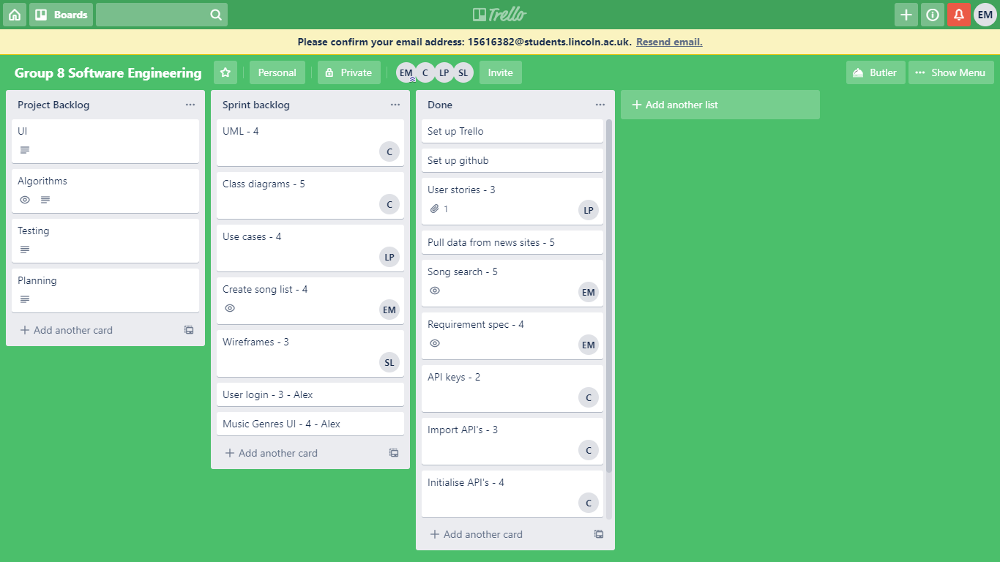 Boards
Trello
EM
Please confirm your email address: 15616382@students.lincoln.ac.uk. Resend email.
Group 8 Software Engineering
Personal
Private
EM C LP SL
Invite
Butler
Show Menu
Project Backlog
UI
Algorithms
Testing
Planning
Add another card
Sprint backlog
UML - 4
C
Class diagrams - 5
C
Use cases - 4
LP
Create song list - 4
EM
Wireframes - 3
SL
User login - 3 - Alex
Music Genres UI - 4 - Alex
Add another card
Done
Set up Trello
Set up github
User stories - 3
1
LP
Pull data from news sites - 5
Song search - 5
EM
Requirement spec - 4
EM
API keys - 2
C
Import API's - 3
C
Initialise API's - 4
C
Add another card
Add another list